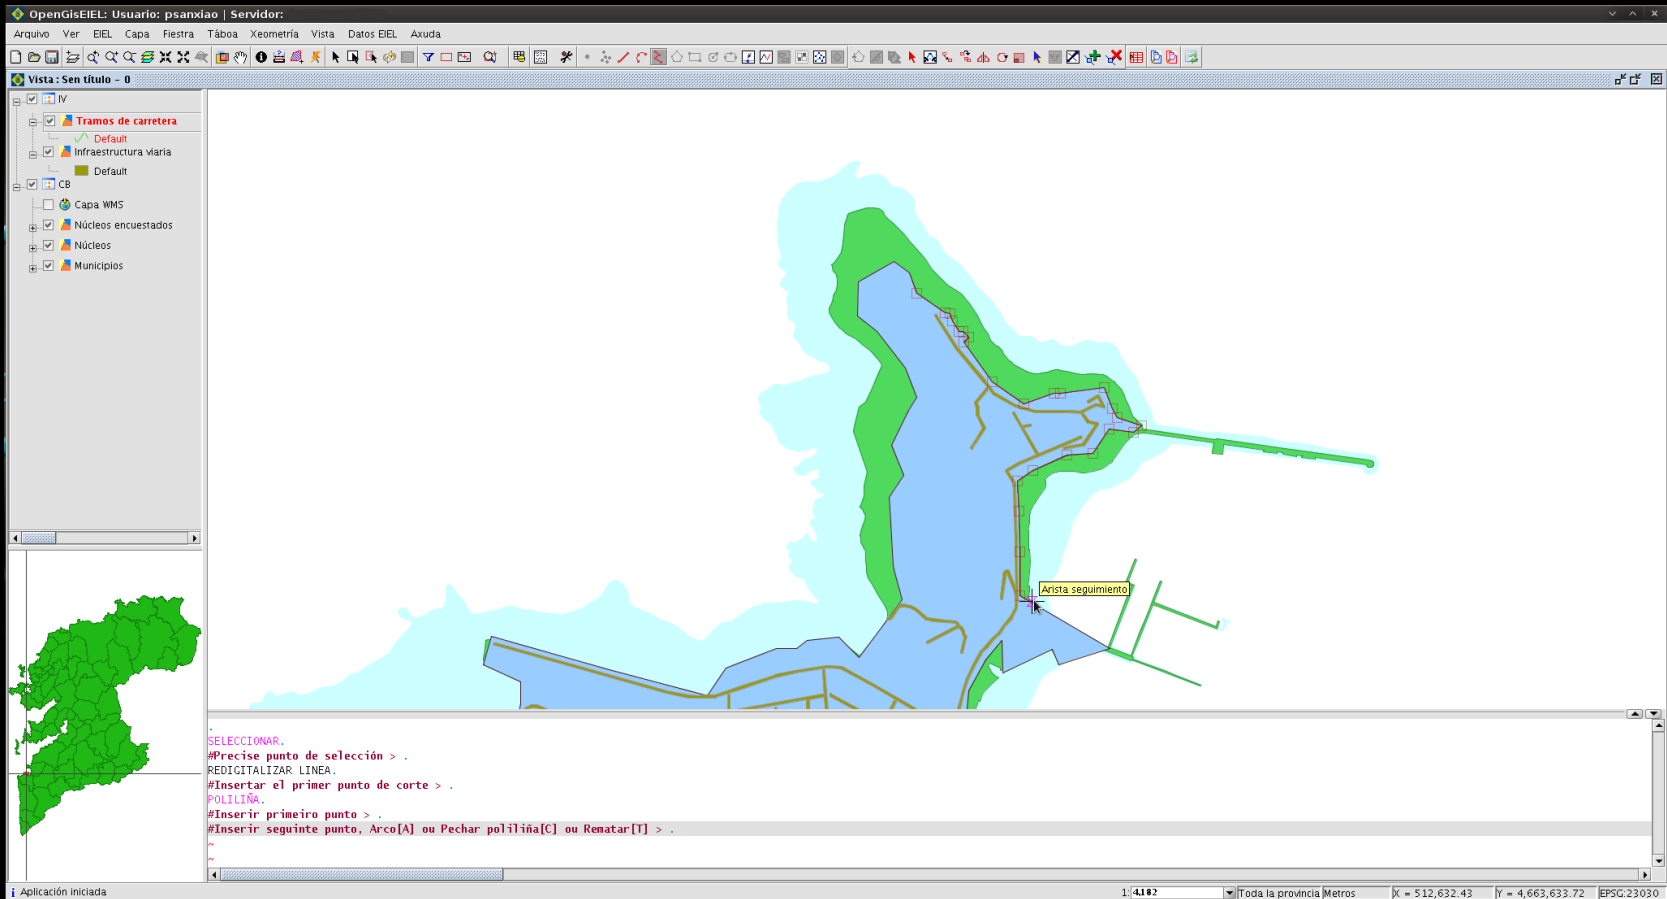 OpenGisEIEL: Usuario: psanxiao | Servidor:
Arquivo Ver EIEL Capa Fiestra Táboa Xeometría Vista Datos EIEL Axuda
Vista : Sen título - 0
IV
Tramos de carretera
Default
Infraestructura viaria
Default
CB
Capa WMS
Núcleos encuestados
Núcleos
Municipios
Arista seguimiento
.
SELECCIONAR.
#Precise punto de selección > .
REDIGITALIZAR LINEA.
#Insertar el primer punto de corte > .
POLILIÑA.
#Inserir primeiro punto > .
#Inserir seguinte punto, Arco[A] ou Pechar poliliña[C] ou Rematar[T] > .
~
~
Aplicación iniciada 1: 4,182 Toda la provincia Metros X = 512,632.43 Y = 4,663,633.72 EPSG:23030